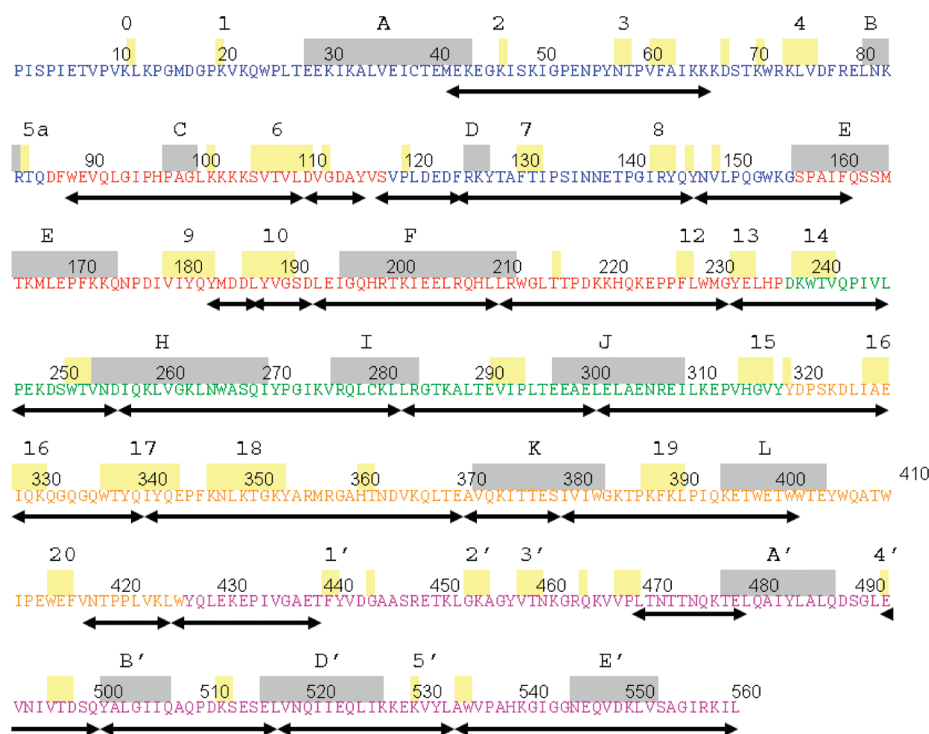 0 1 A 2 3 4 B
10 20 30 40 50 60 70 80
PISPIETVPVKLKPGMDGPKVKQWPLTEEKIKALVEICTEMEKEGKISKIGPENPYNTPVFAIKKKDSTKWRKLVDFRELNK
5a C 6 D 7 8 E
90 100 110 120 130 140 150 160
RTQDFWEVQLGIPHPAGLKKKKSVTVLDVGDAYVSVPLDEDFRKYTAFTIPSINNETPGIRYQYNVLPQGWKGSPAIFQSSM
E 9 10 F 12 13 14
170 180 190 200 210 220 230 240
TKMLEPFKKQNPDIVIYQYMDDLYVGSDLEIGQHRTKIEELRQHLLRWGLTTPDKKHQKEPPFLWMGYELHPDKWTVQPIVL
H I J 15 16
250 260 270 280 290 300 310 320
PEKDSWTVNDIQKLVGKLNWASQIYPGIKVRQLCKLLRGTKALTEVIPLTEEAELELAENREILKEPVHGVYYDPSKDLIAE
16 17 18 K 19 L
330 340 350 360 370 380 390 400 410
IQKQGQGQWTYQIYQEPFKNLKTGKYARMRGAHTNDVKQLTEAVQKITTESIVIWGKTPKFKLPIQKETWETWWTEYWQATW
20 1′ 2′ 3′ A′ 4′
420 430 440 450 460 470 480 490
IPEWEFVNTPPLVKLWYQLEKEPIVGAETFYVDGAASRETKLGKAGYVTNKGRQKVVPLTNTTNQKTELQAIYLALQDSGLE
B′ D′ 5′ E′
500 510 520 530 540 550 560
VNIVTDSQYALGIIQAQPDKSESELVNQIIEQLIKKEKVYLAWVPAHKGIGGNEQVDKLVSAGIRKIL